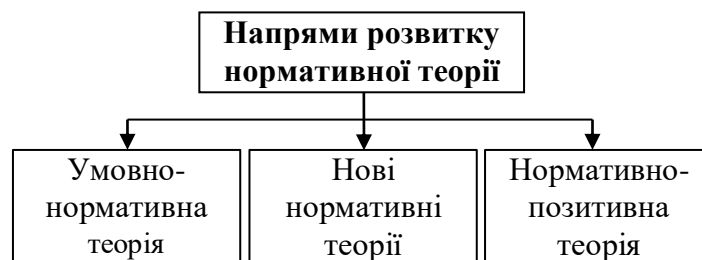 Напрями розвитку
нормативної теорії
Умовно-
нормативна
теорія
Нові
нормативні
теорії
Нормативно-
позитивна
теорія